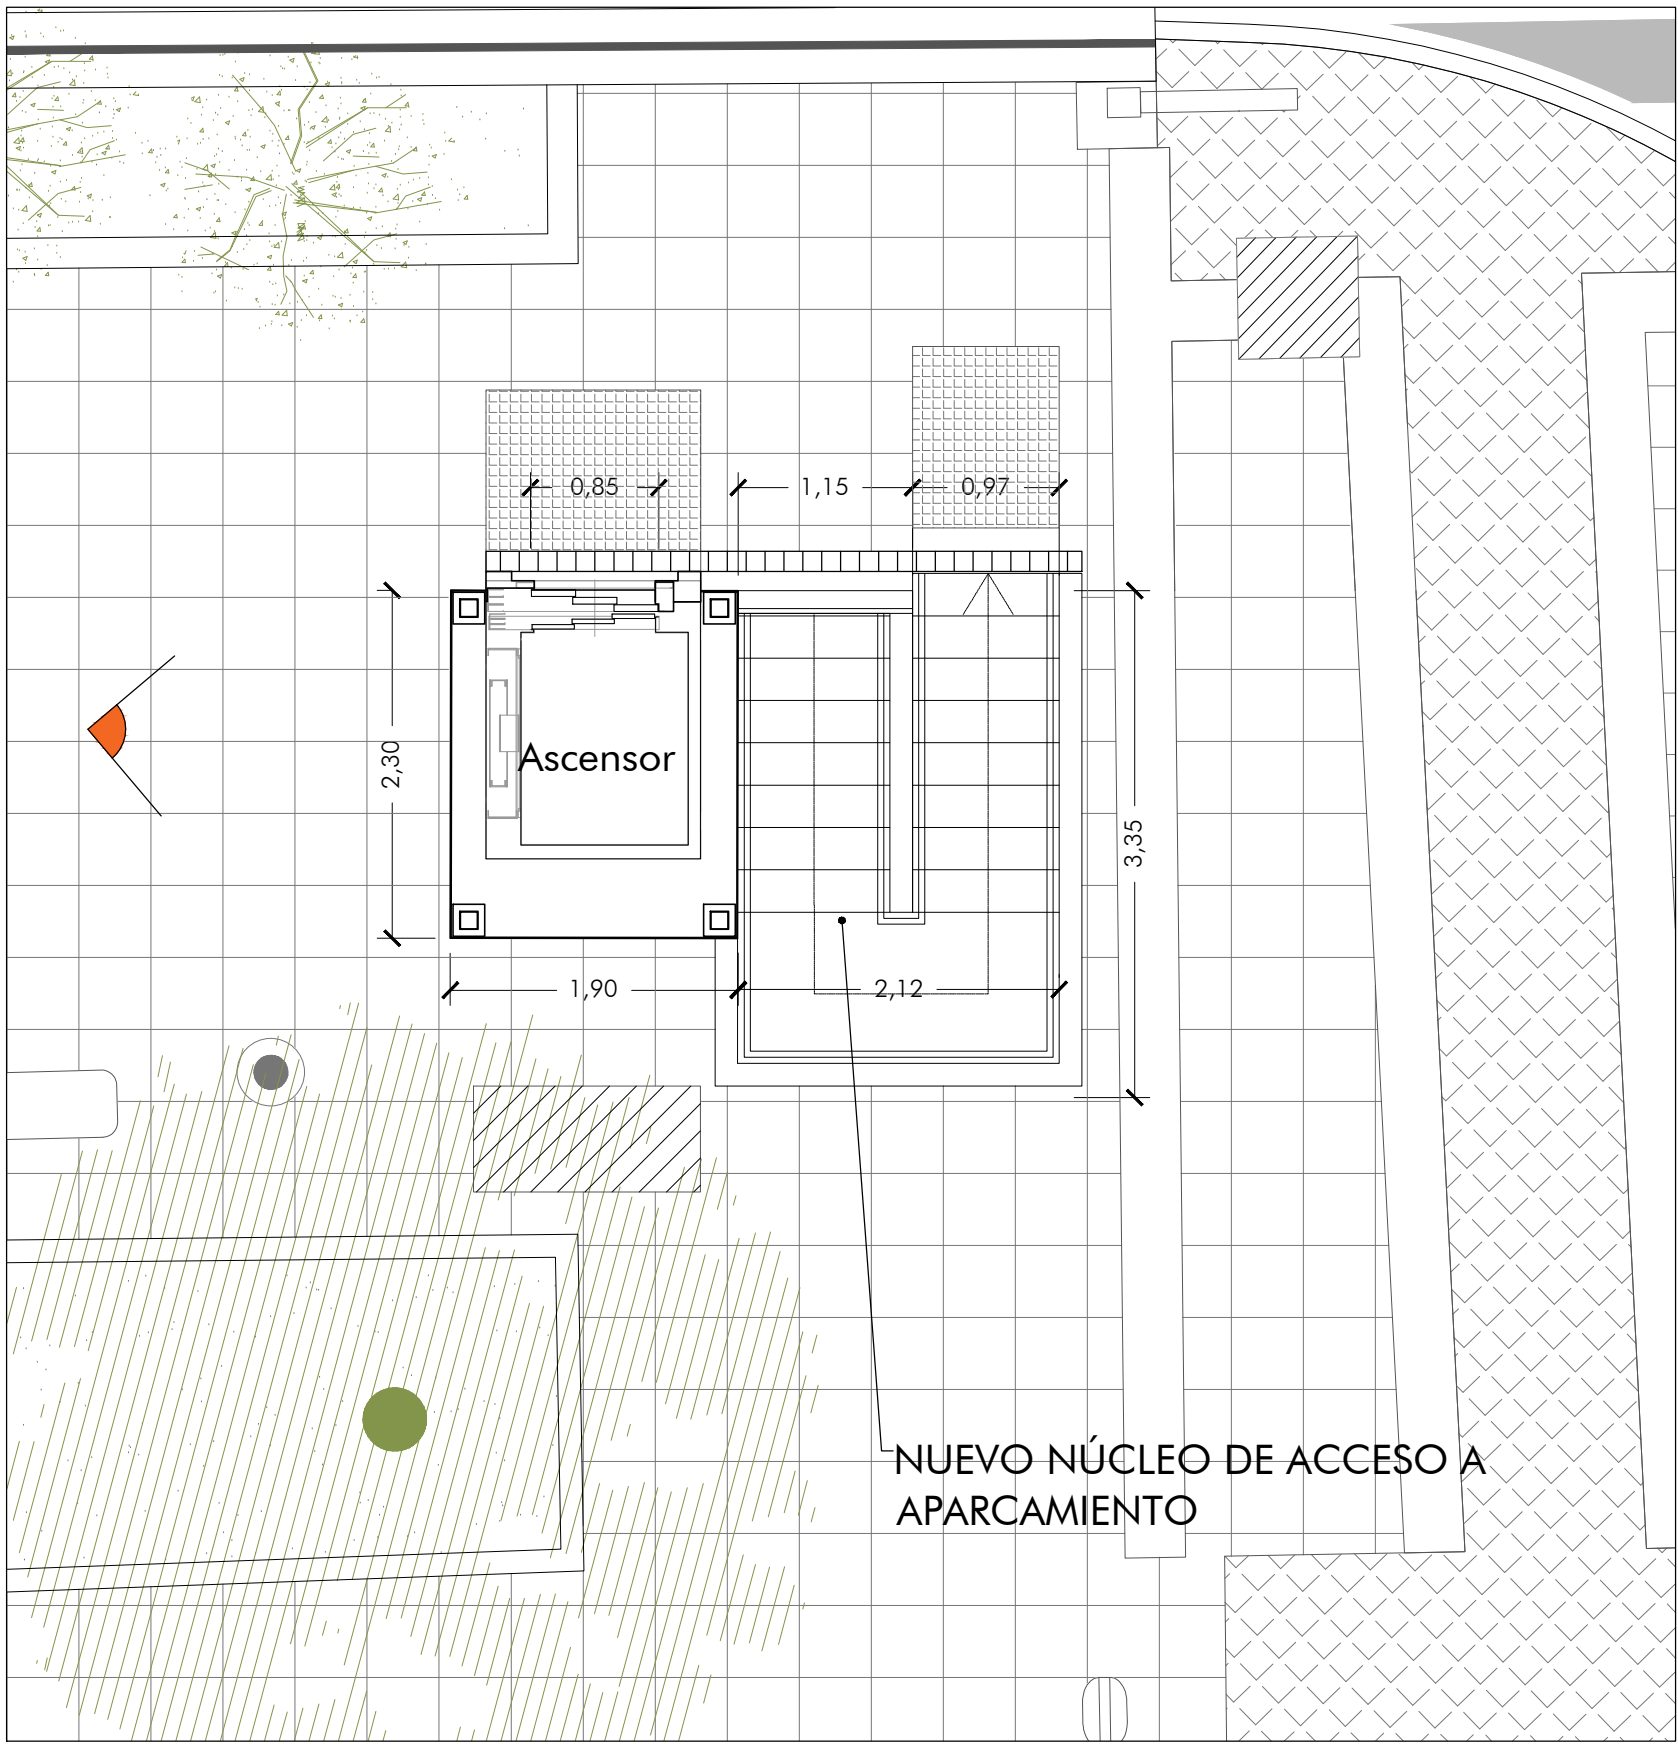 0,85
1,15
0,97
2,30
Ascensor
3,35
1,90
2,12
NUEVO NÚCLEO DE ACCESO A
APARCAMIENTO